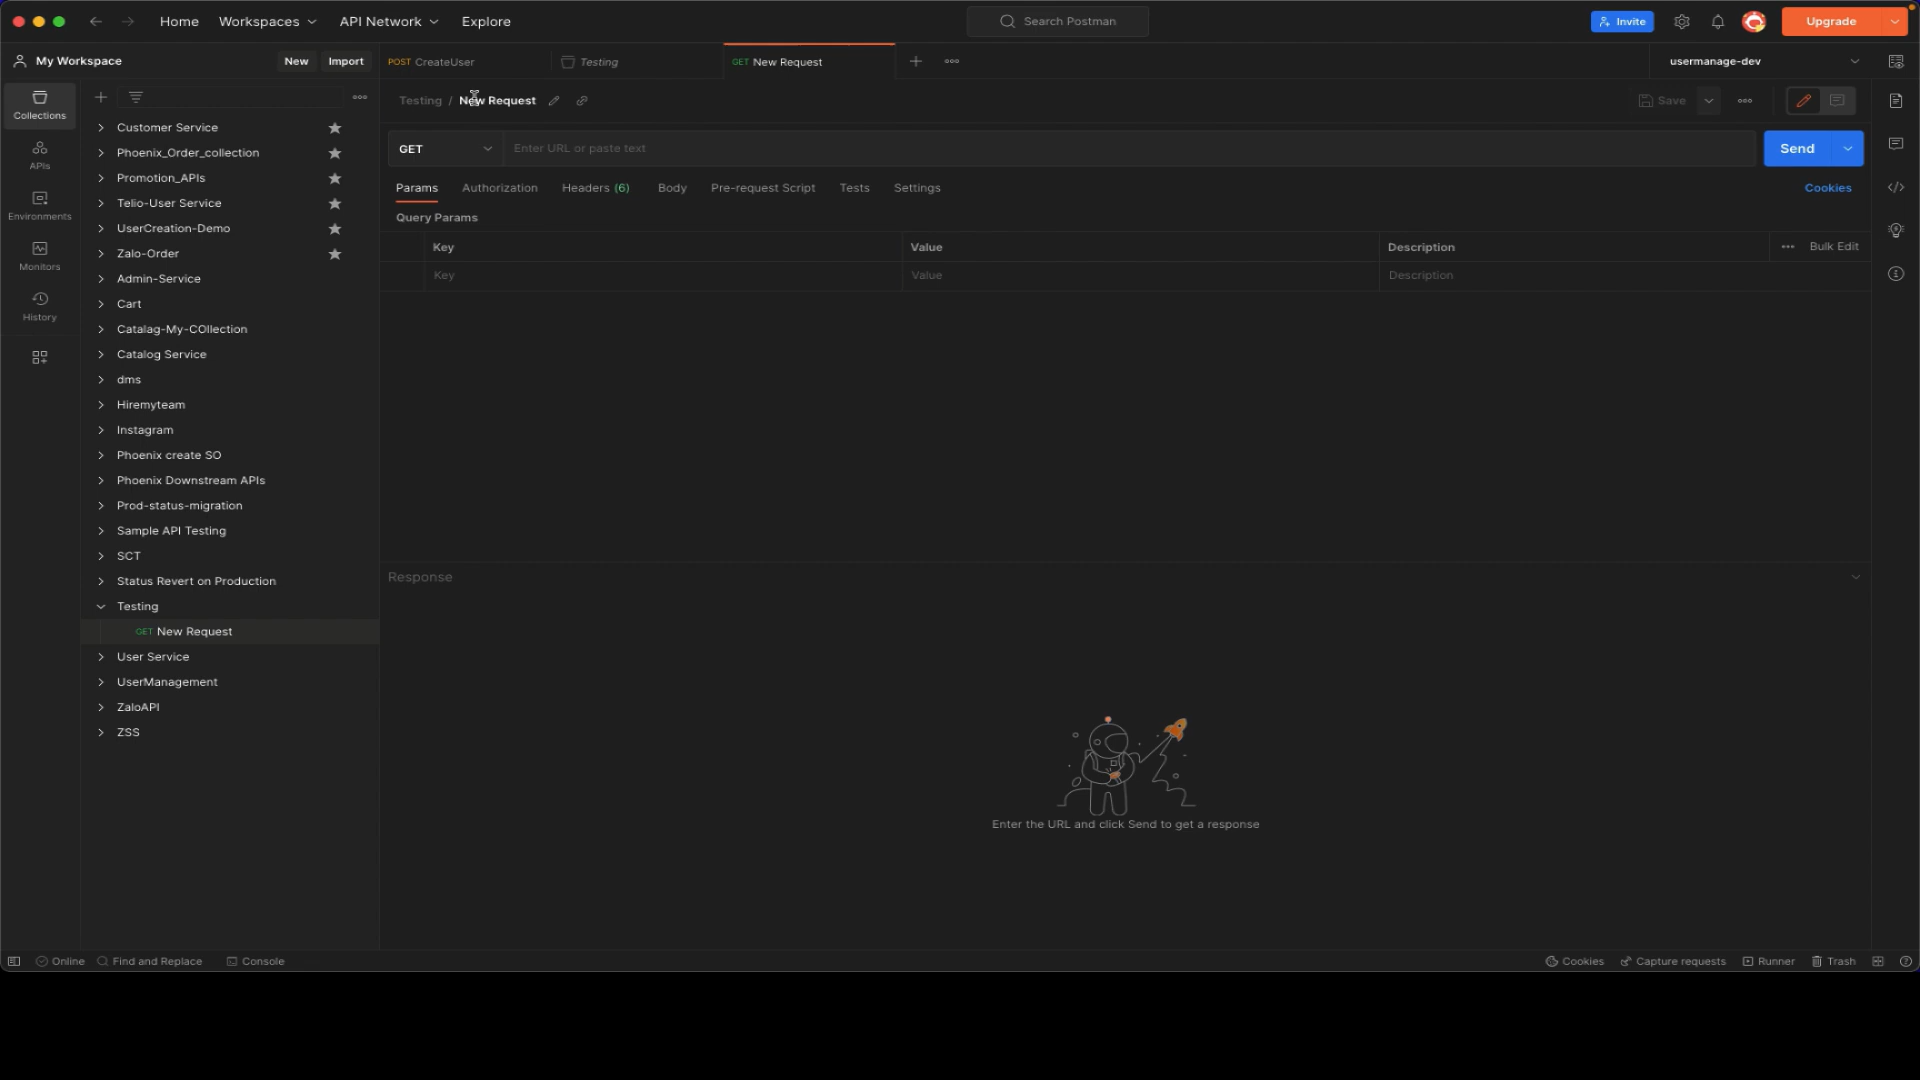 Home Workspaces API Network Explore Search Postman Invite Upgrade
My Workspace New Import POST CreateUser Testing GET New Request usermanage-dev
Testing / New Request Save
Collections
APIs
Environments
Monitors
History
Customer Service
Phoenix_Order_collection
Promotion_APIs
Telio-User Service
UserCreation-Demo
Zalo-Order
Admin-Service
Cart
Catalag-My-COllection
Catalog Service
dms
Hiremyteam
Instagram
Phoenix create SO
Phoenix Downstream APIs
Prod-status-migration
Sample API Testing
SCT
Status Revert on Production
Testing
GET New Request
User Service
UserManagement
ZaloAPI
ZSS
GET Enter URL or paste text Send
Params Authorization Headers (6) Body Pre-request Script Tests Settings Cookies
Query Params
Key Value Description Bulk Edit
Key Value Description
Response
Enter the URL and click Send to get a response
Online Find and Replace Console Cookies Capture requests Runner Trash